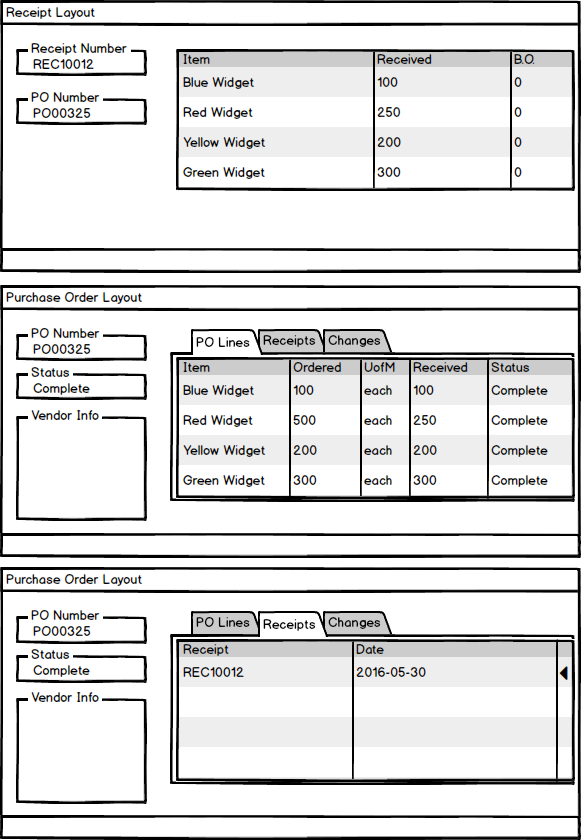 Receipt Layout
Receipt Number
REC10012
PO Number
PO00325
Item Received B.O.
Blue Widget 100 0
Red Widget 250 0
Yellow Widget 200 0
Green Widget 300 0
Purchase Order Layout
PO Number
PO00325
Status
Complete
Vendor Info
PO Lines Receipts Changes
Item Ordered UofM Received Status
Blue Widget 100 each 100 Complete
Red Widget 500 each 250 Complete
Yellow Widget 200 each 200 Complete
Green Widget 300 each 300 Complete
Purchase Order Layout
PO Number
PO00325
Status
Complete
Vendor Info
PO Lines Receipts Changes
Receipt Date
REC10012 2016-05-30